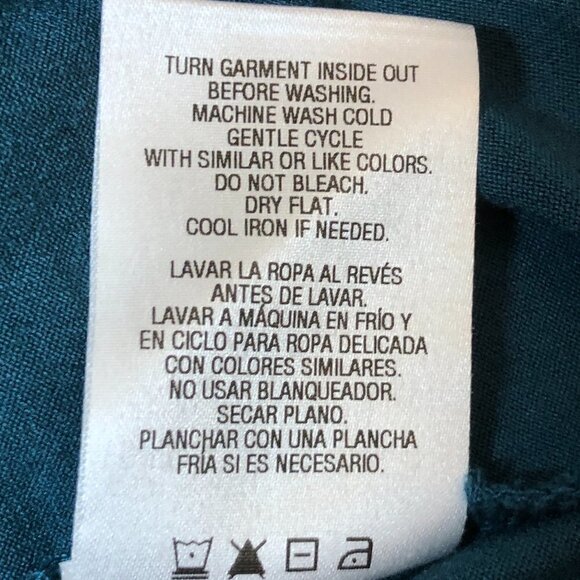 TURN GARMENT INSIDE OUT
BEFORE WASHING.
MACHINE WASH COLD
GENTLE CYCLE
WITH SIMILAR OR LIKE COLORS.
DO NOT BLEACH.
DRY FLAT.
COOL IRON IF NEEDED.
LAVAR LA ROPA AL REVÉS
ANTES DE LAVAR.
LAVAR A MÁQUINA EN FRÍO Y
EN CICLO PARA ROPA DELICADA
CON COLORES SIMILARES.
NO USAR BLANQUEADOR.
SECAR PLANO.
PLANCHAR CON UNA PLANCHA
FRÍA SI ES NECESARIO.